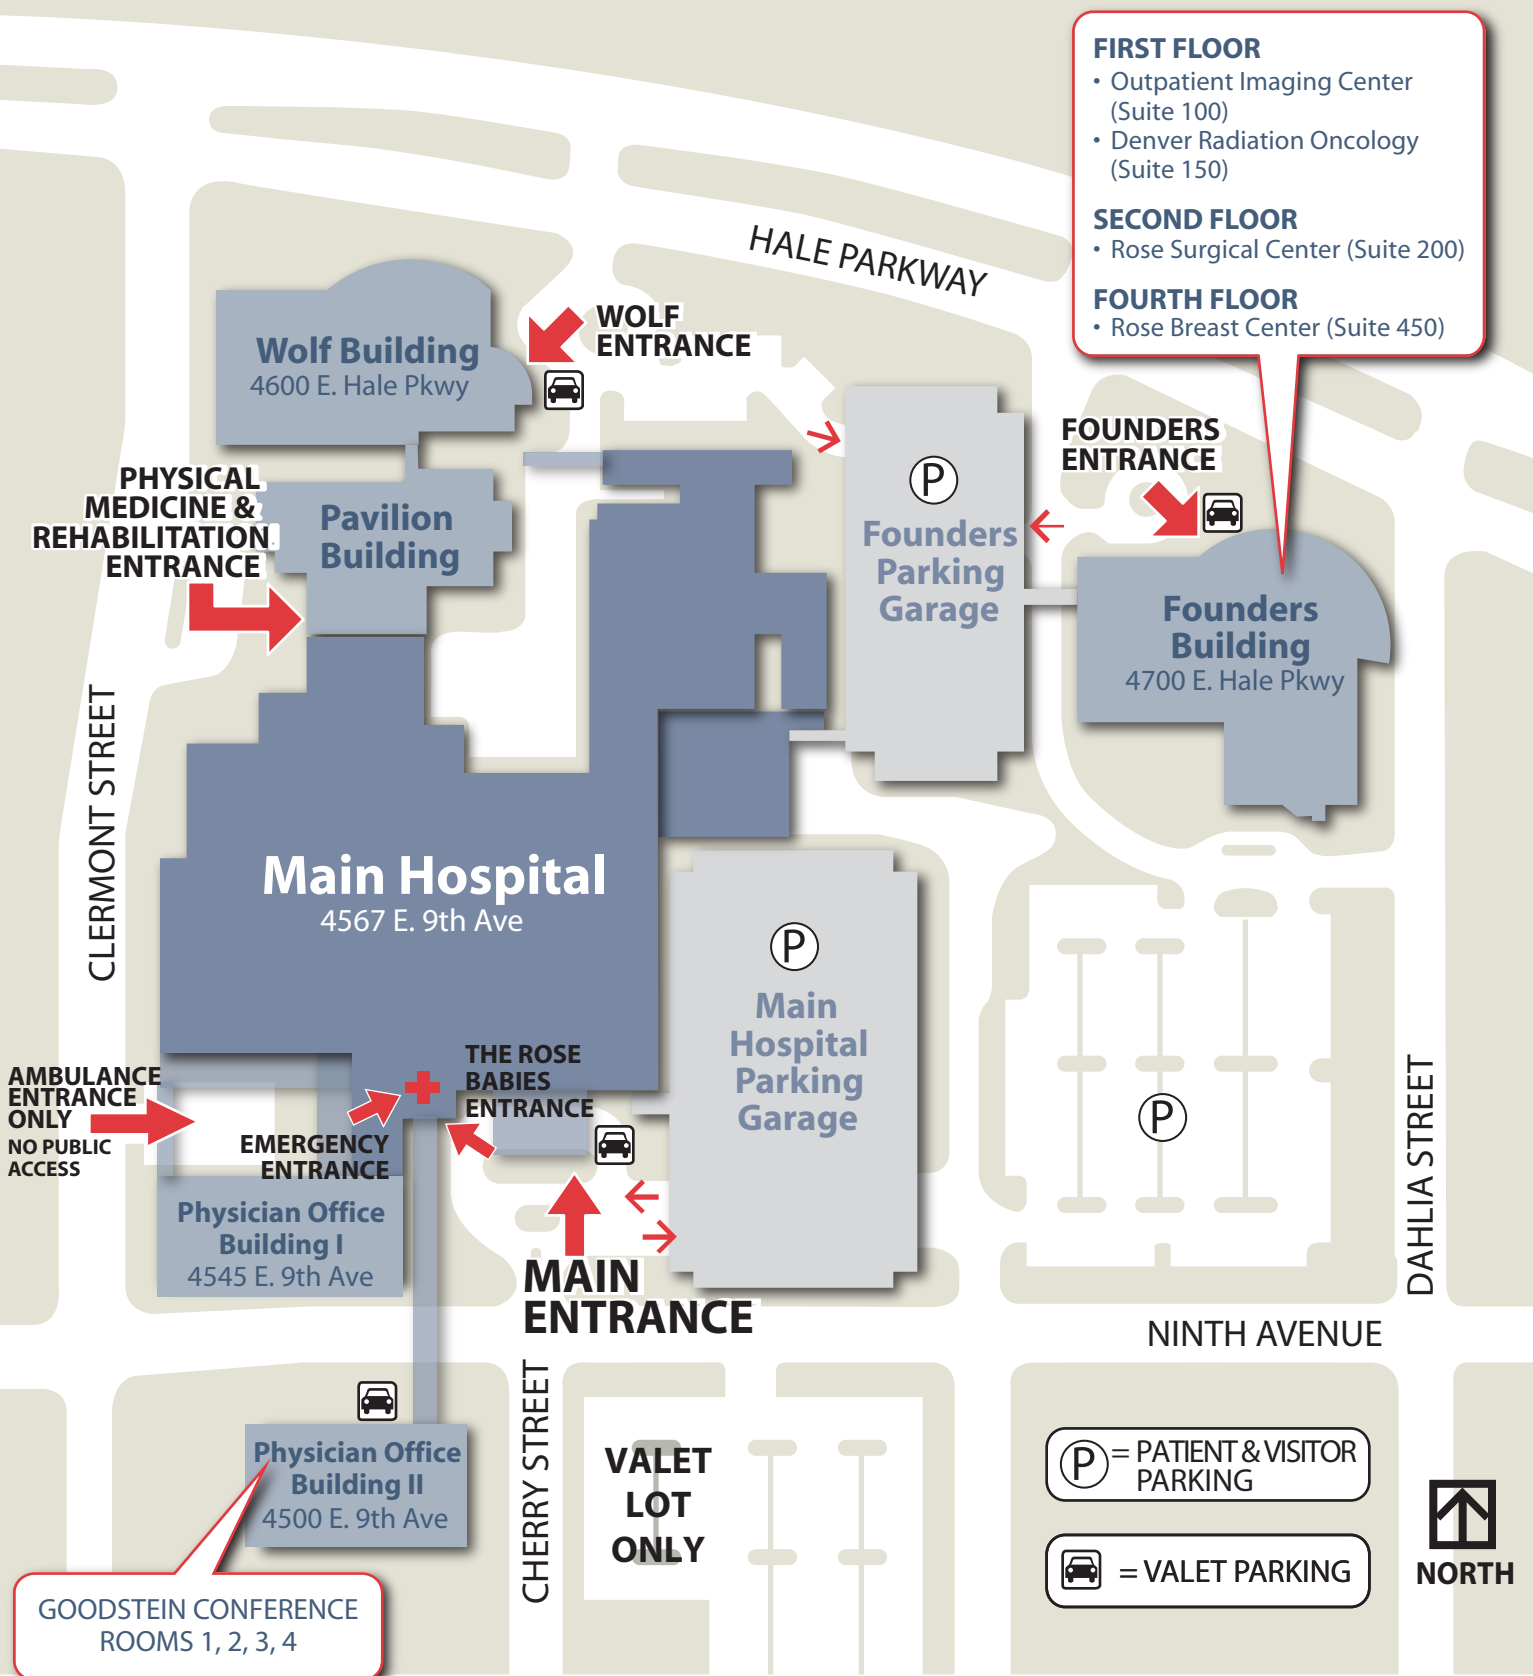 FIRST FLOOR
• Outpatient Imaging Center
(Suite 100)
• Denver Radiation Oncology
(Suite 150)
SECOND FLOOR
• Rose Surgical Center (Suite 200)
FOURTH FLOOR
• Rose Breast Center (Suite 450)
HALE PARKWAY
WOLF
ENTRANCE
Wolf Building
4600 E. Hale Pkwy
FOUNDERS
ENTRANCE
PHYSICAL
MEDICINE &
REHABILITATION
ENTRANCE
Pavilion
Building
P
Founders
Parking
Garage
Founders
Building
4700 E. Hale Pkwy
CLERMONT STREET
Main Hospital
4567 E. 9th Ave
P
Main
Hospital
Parking
Garage
THE ROSE
BABIES
ENTRANCE
AMBULANCE
ENTRANCE
ONLY
NO PUBLIC
ACCESS
EMERGENCY
ENTRANCE
P
DAHLIA STREET
Physician Office
Building I
4545 E. 9th Ave
MAIN
ENTRANCE
NINTH AVENUE
CHERRY STREET
Physician Office
Building II
4500 E. 9th Ave
VALET
LOT
ONLY
P = PATIENT & VISITOR
PARKING
= VALET PARKING
NORTH
GOODSTEIN CONFERENCE
ROOMS 1, 2, 3, 4